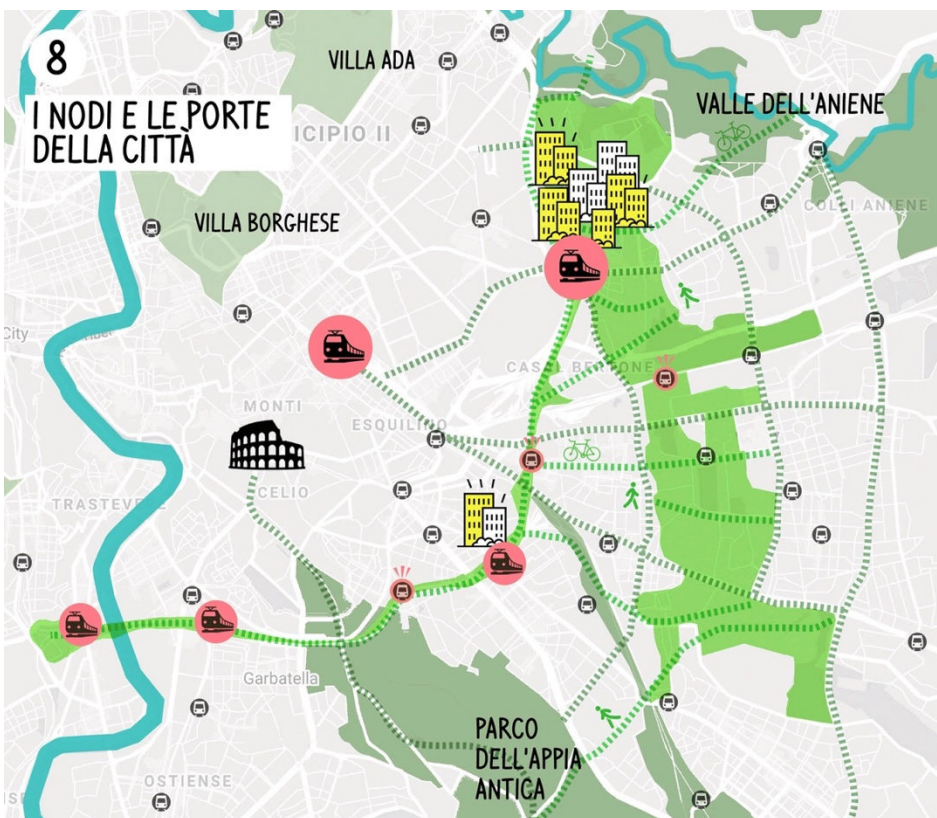 8
I NODI E LE PORTE
DELLA CITTÀ
VILLA ADA
VALLE DELL'ANIENE
ICIPIO II
VILLA BORGHESE
COLLI ANIENE
City
CASAL BERTONE
MONTI
ESQUILINO
CELIO
TRASTEVERE
Garbatella
PARCO
DELL'APPIA
ANTICA
OSTIENSE